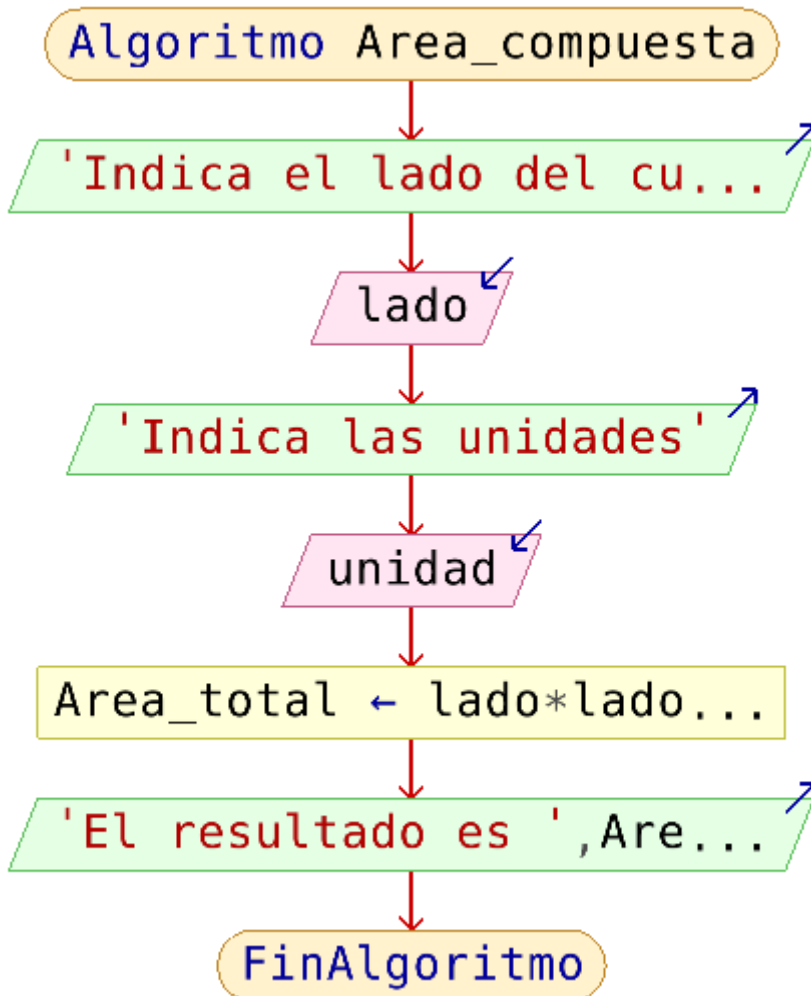 Algoritmo Area_compuesta
'Indica el lado del cu...
lado
'Indica las unidades'
unidad
Area_total ← lado*lado...
'El resultado es ',Are...
FinAlgoritmo